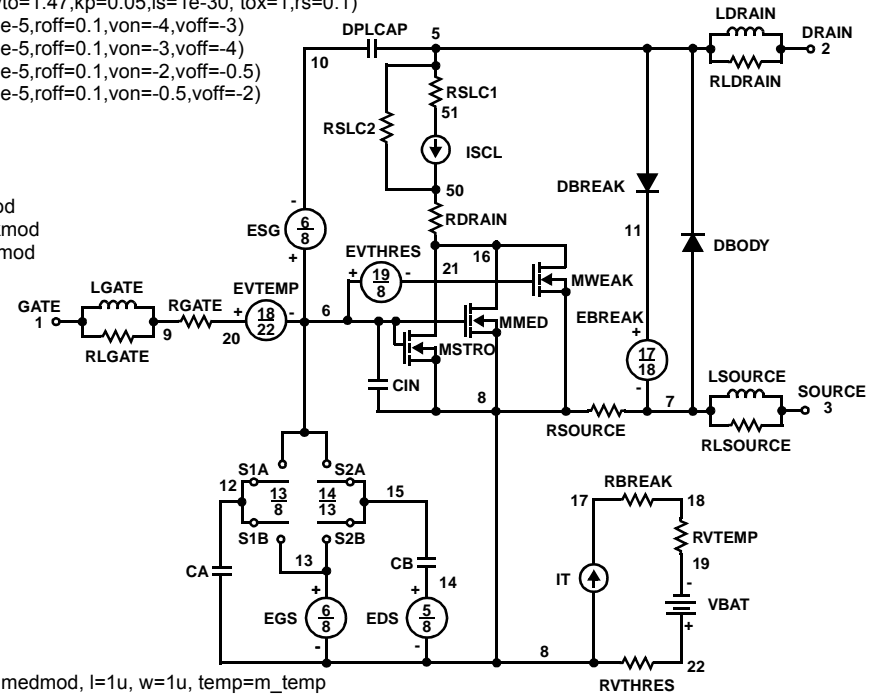 vto=1.47,kp=0.05,is=1e-30, tox=1,rs=0.1)
e-5,roff=0.1,von=-4,voff=-3)
e-5,roff=0.1,von=-3,voff=-4)
e-5,roff=0.1,von=-2,voff=-0.5)
e-5,roff=0.1,von=-0.5,voff=-2)
od
kmod
mod
LDRAIN
DPLCAP 5 DRAIN
10 2
RLDRAIN
RSLC1
51
RSLC2
ISCL
50
DBREAK
RDRAIN
ESG 6 8
- +
11
DBODY
EVTHRES
+ 19 8 -
21
16
MWEAK
LGATE
GATE
1
RLGATE
9
RGATE
20
EVTEMP
+ 18 22 -
6
MMED
MSTRO
EBREAK
+ 17 18 -
CIN
8
LSOURCE
7
SOURCE
3
RSOURCE
RLSOURCE
S1A
S2A
12
13 8
14 13
15
S1B
S2B
13
CA
CB
14
EGS
+ 6 8 -
EDS
+ 5 8 -
RBREAK
17
18
RVTEMP
19
IT
VBAT
- +
8
22
RVTHRES
medmod, l=1u, w=1u, temp=m_temp